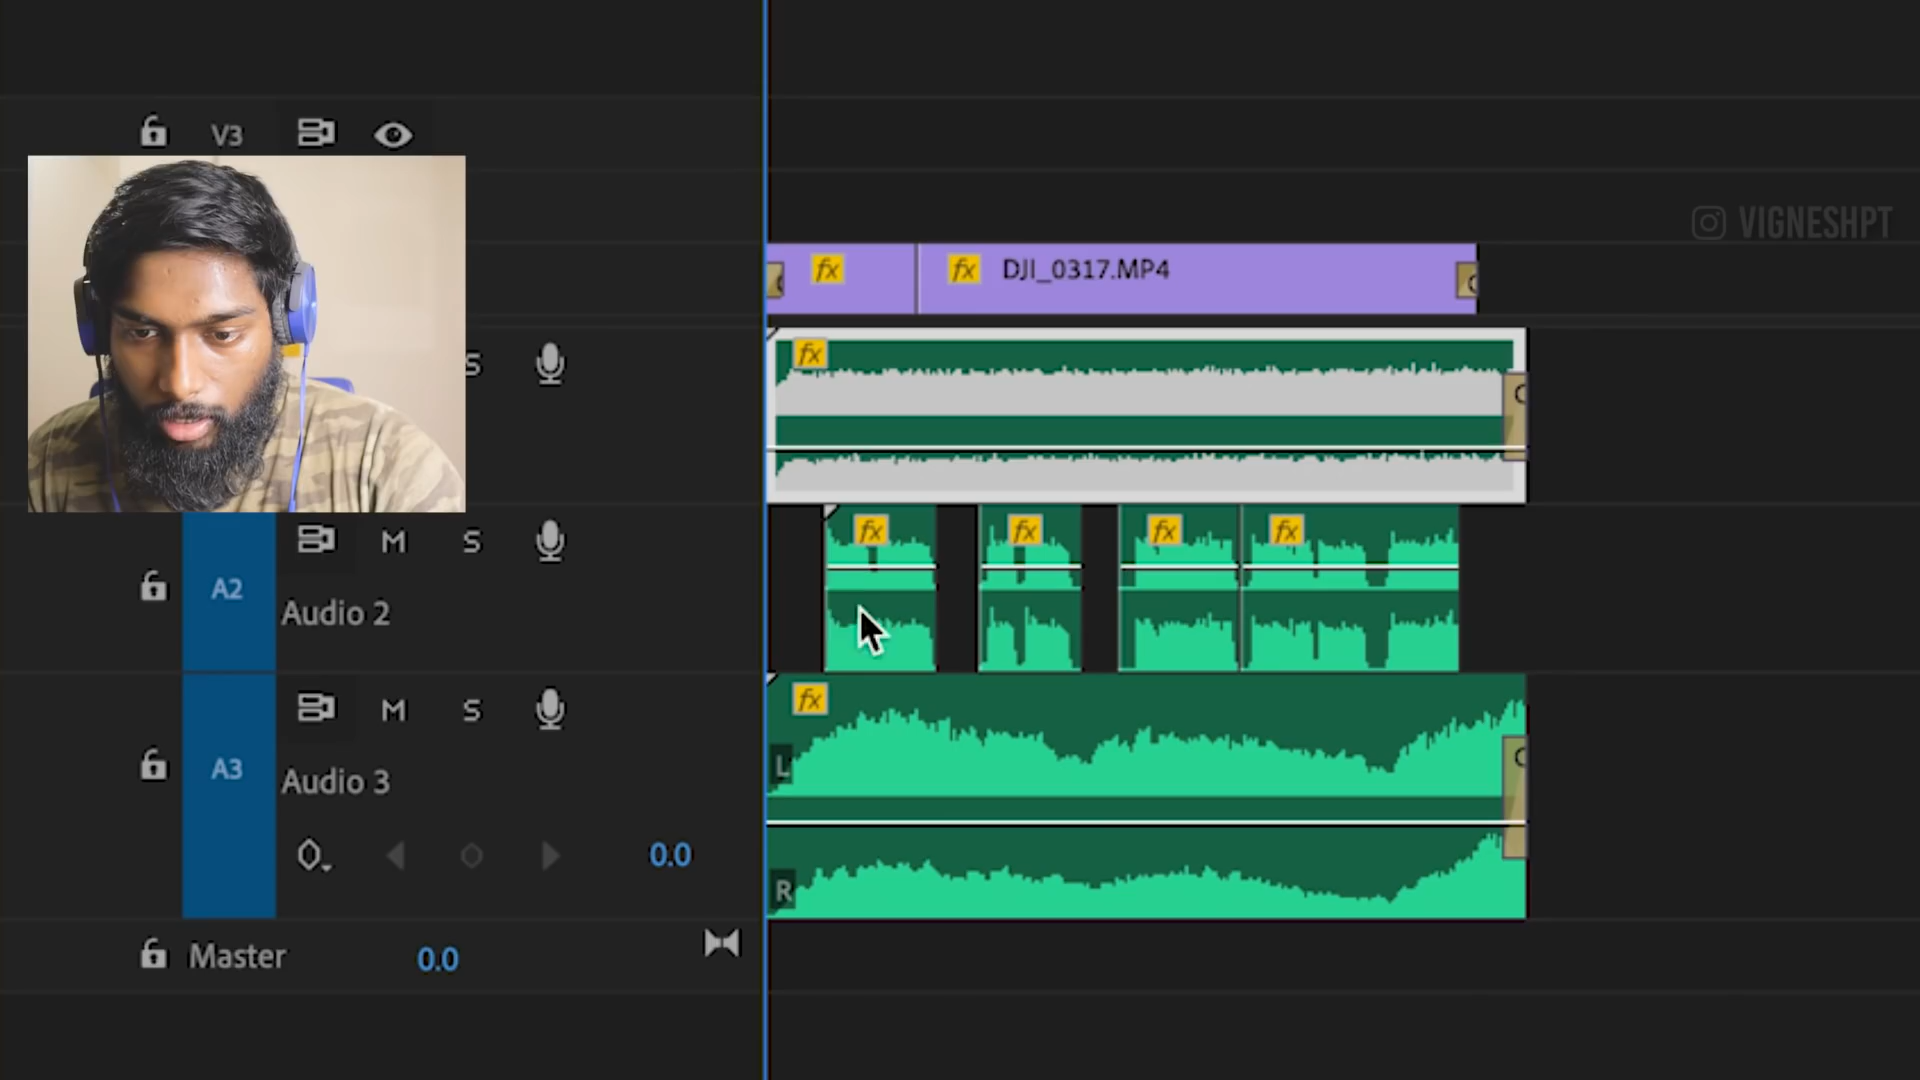 V3
VIGNESHPT
fx
fx DJI_0317.MP4
S
fx
M S
fx fx fx fx
A2
Audio 2
M S
fx
A3
Audio 3
L
0.0
R
Master 0.0